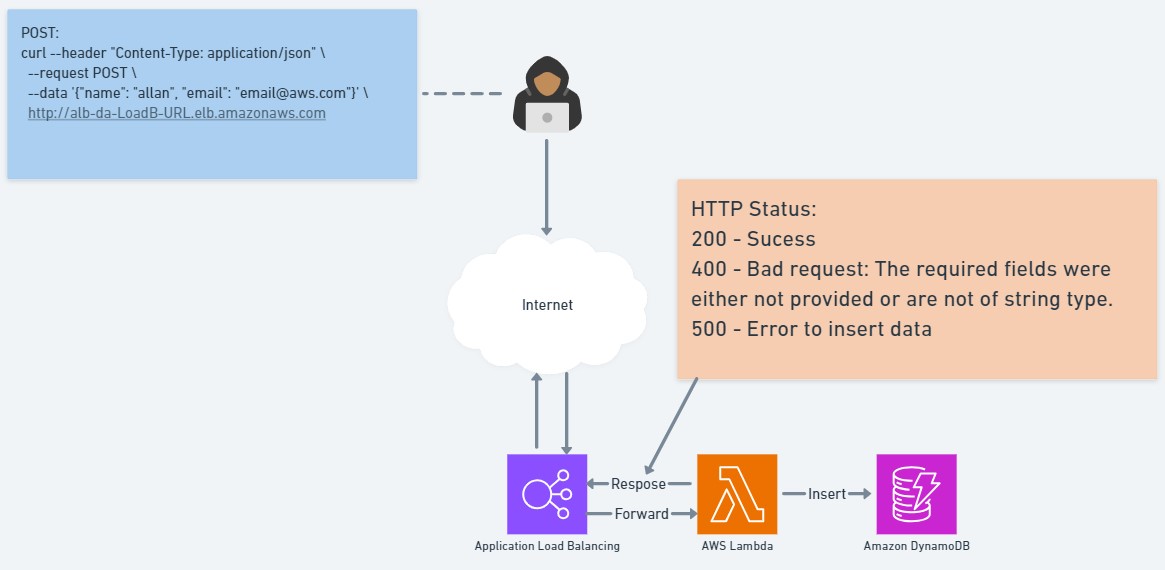 POST:
curl --header "Content-Type: application/json" \
--request POST \
--data '{"name": "allan", "email": "email@aws.com"}' \
http://alb-da-LoadB-URL.elb.amazonaws.com
HTTP Status:
200 - Sucess
400 - Bad request: The required fields were
either not provided or are not of string type.
500 - Error to insert data
Internet
Respose
Forward
Insert
Application Load Balancing
AWS Lambda
Amazon DynamoDB